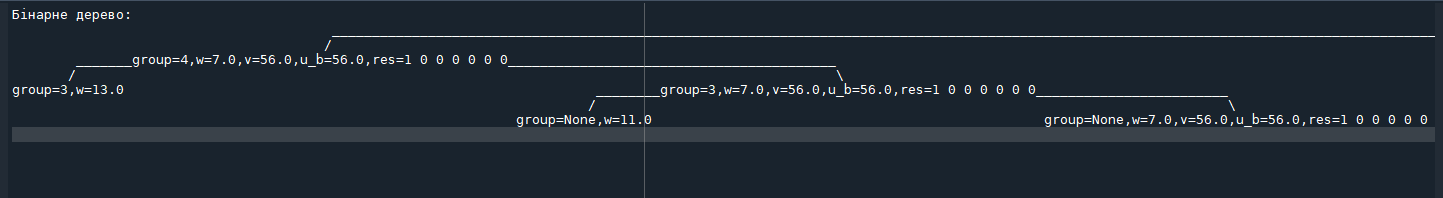 Бінарне дерево:
group=4,w=7.0,v=56.0,u_b=56.0,res=1 0 0 0 0 0 0
group=3,w=13.0
group=3,w=7.0,v=56.0,u_b=56.0,res=1 0 0 0 0 0 0
group=None,w=11.0
group=None,w=7.0,v=56.0,u_b=56.0,res=1 0 0 0 0 0